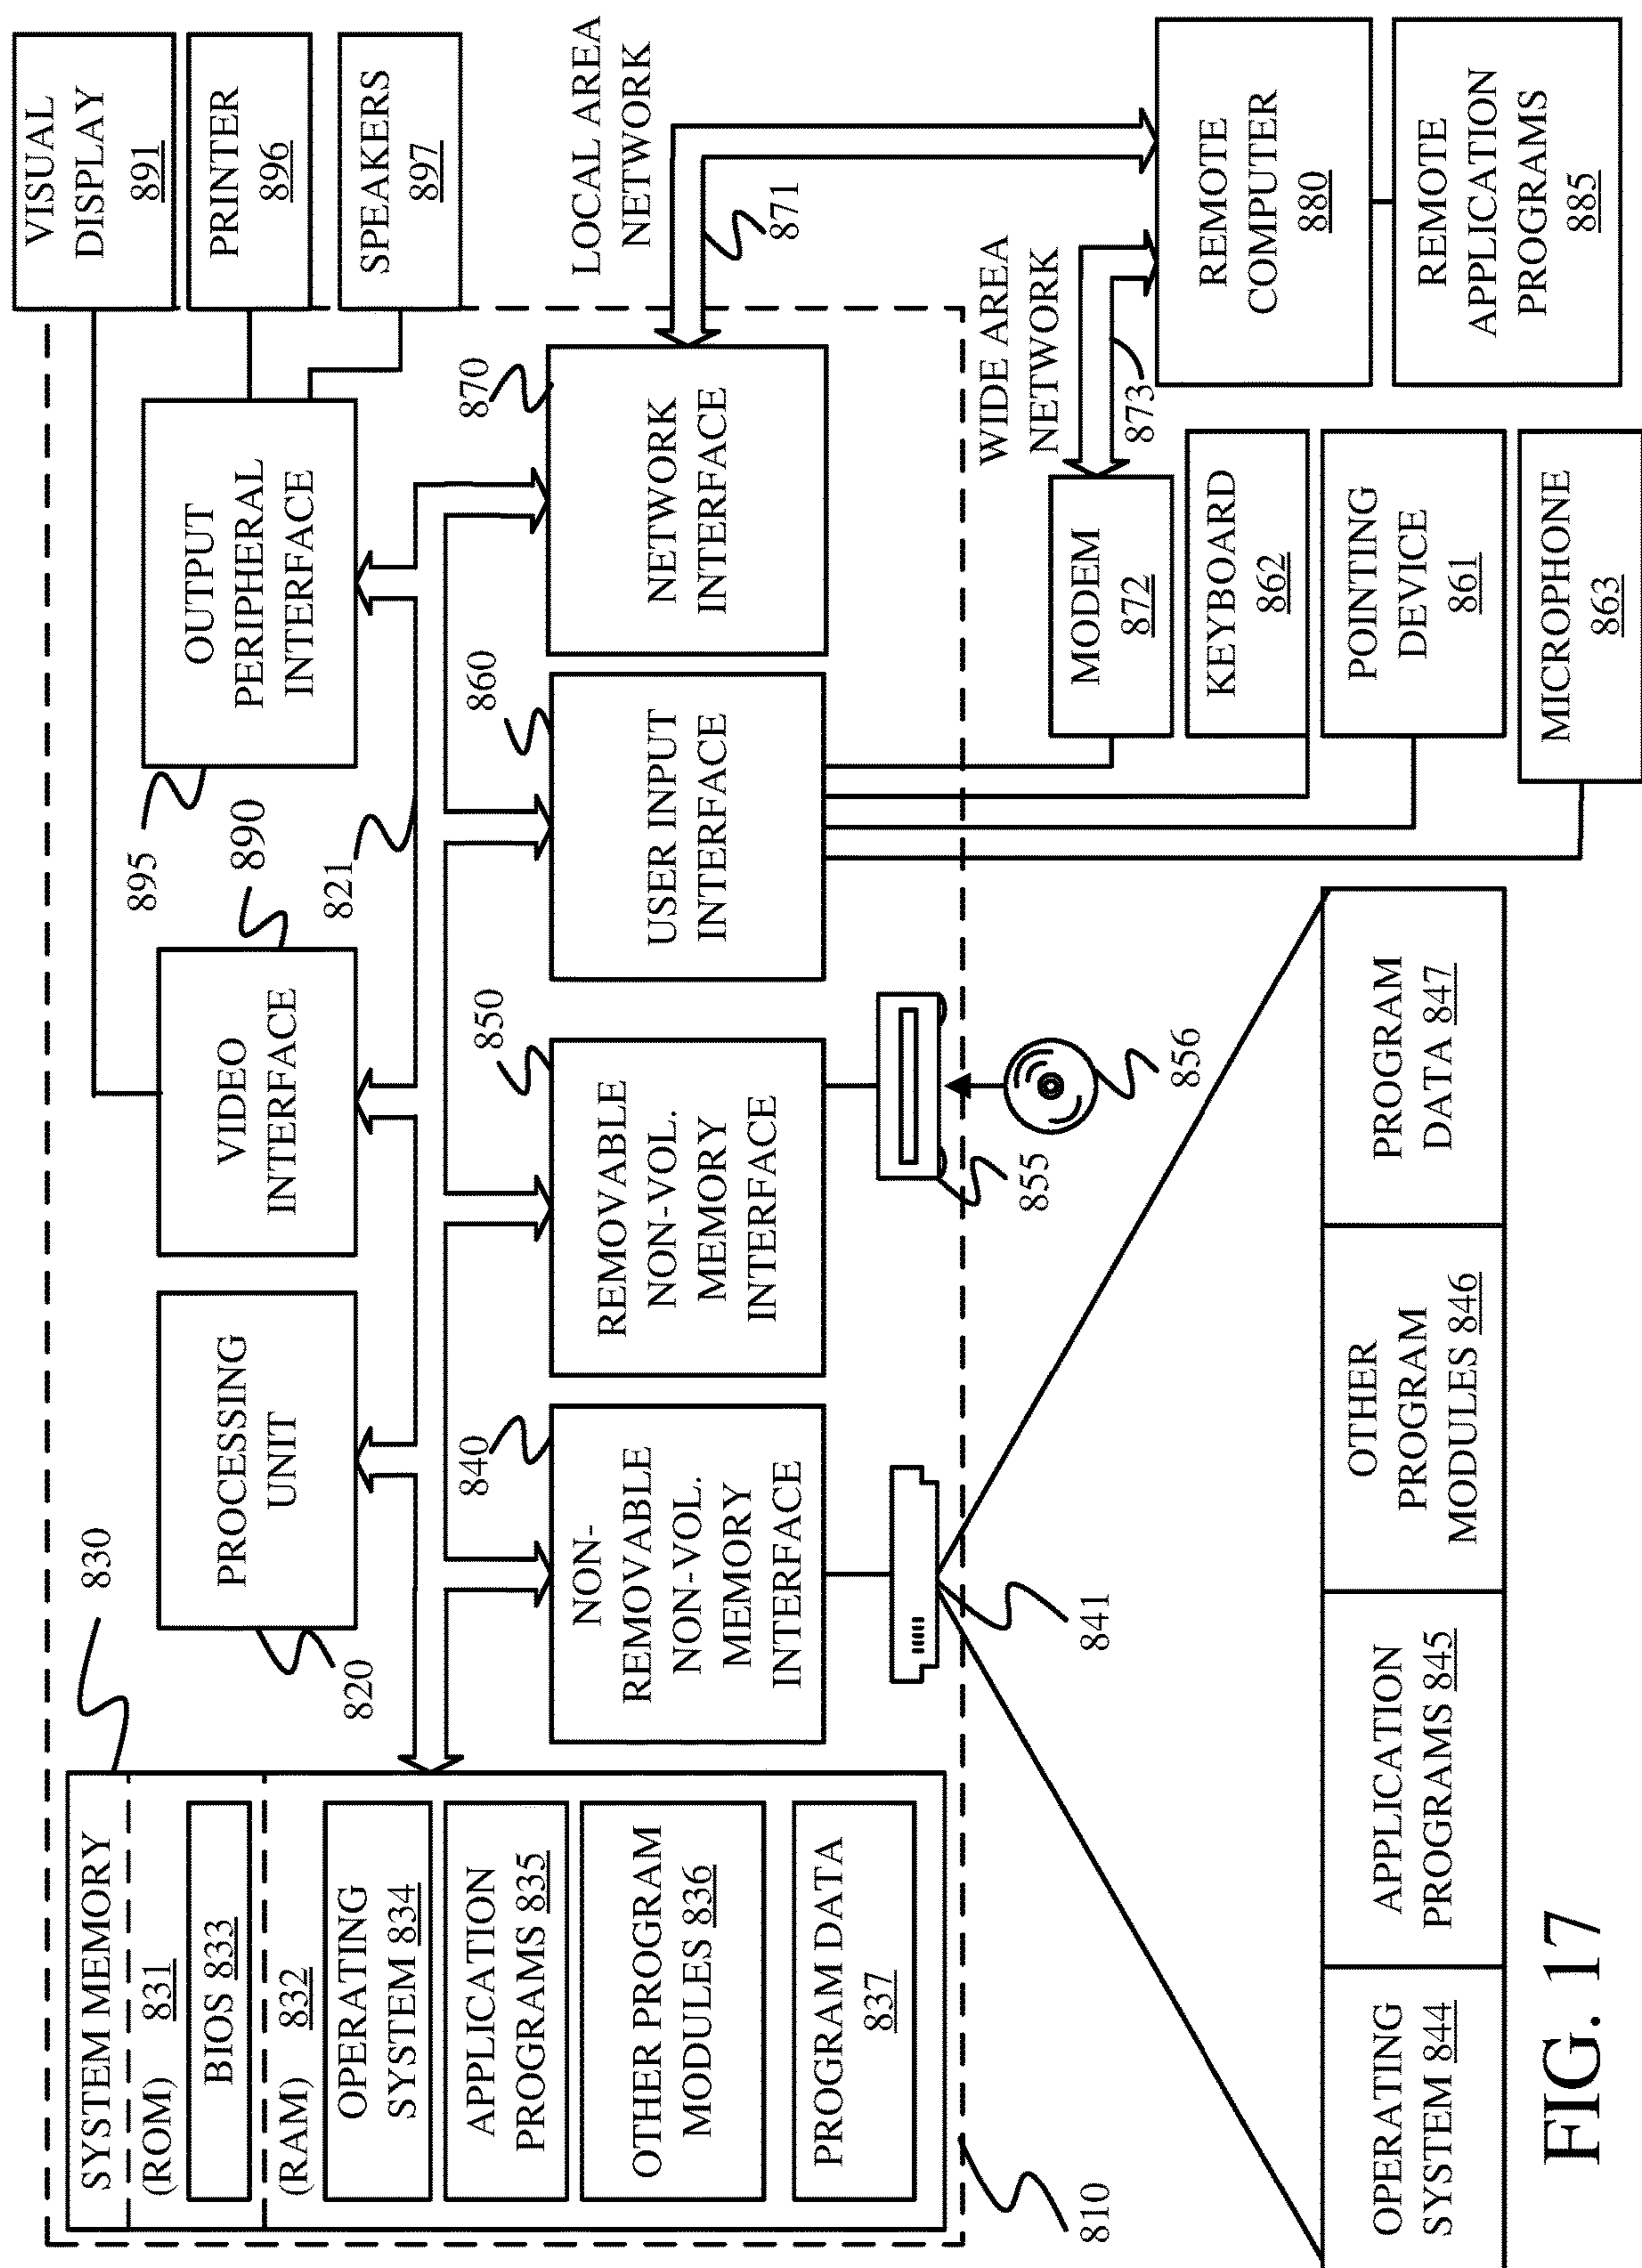 SYSTEM MEMORY
(ROM) 831
BIOS 833
(RAM) 832
OPERATING
SYSTEM 834
APPLICATION
PROGRAMS 835
OTHER PROGRAM
MODULES 836
PROGRAM DATA
837
830
810
PROCESSING
UNIT
820
VIDEO
INTERFACE
890
OUTPUT
PERIPHERAL
INTERFACE
895
821
VISUAL
DISPLAY
891
PRINTER
896
SPEAKERS
897
NON-
REMOVABLE
NON-VOL.
MEMORY
INTERFACE
840
841
REMOVABLE
NON-VOL.
MEMORY
INTERFACE
850
855
856
USER INPUT
INTERFACE
860
NETWORK
INTERFACE
870
LOCAL AREA
NETWORK
871
WIDE AREA
NETWORK
873
MODEM
872
KEYBOARD
862
POINTING
DEVICE
861
MICROPHONE
863
REMOTE
COMPUTER
880
REMOTE
APPLICATION
PROGRAMS
885
OPERATING
SYSTEM 844
APPLICATION
PROGRAMS 845
OTHER
PROGRAM
MODULES 846
PROGRAM
DATA 847
FIG. 17